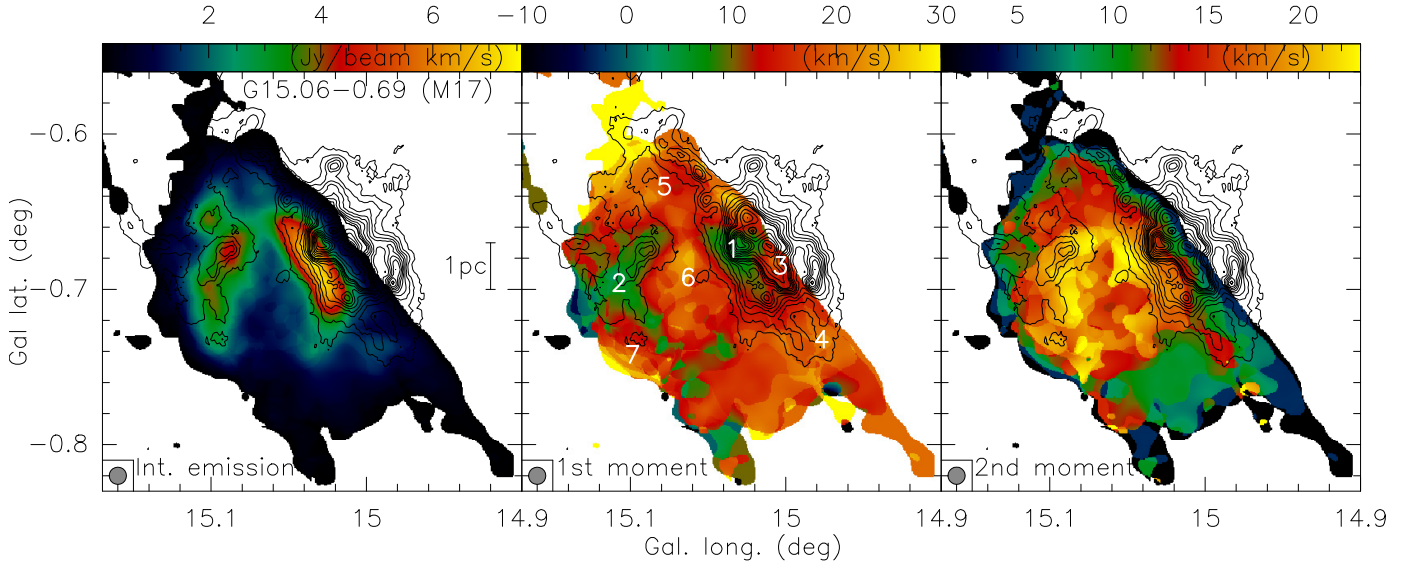 2 4 6 −10 0 10 20 30 5 10 15 20
(Jy/beam km/s) (km/s) (km/s)
G15.06−0.69 (M17)
−0.6
−0.7
−0.8
Gal lat. (deg)
1pc
5
1
3
2
6
4
7
Int. emission 1st moment 2nd moment
15.1 15 15.1 15 14.9 15.1 15 14.9
Gal. long. (deg)